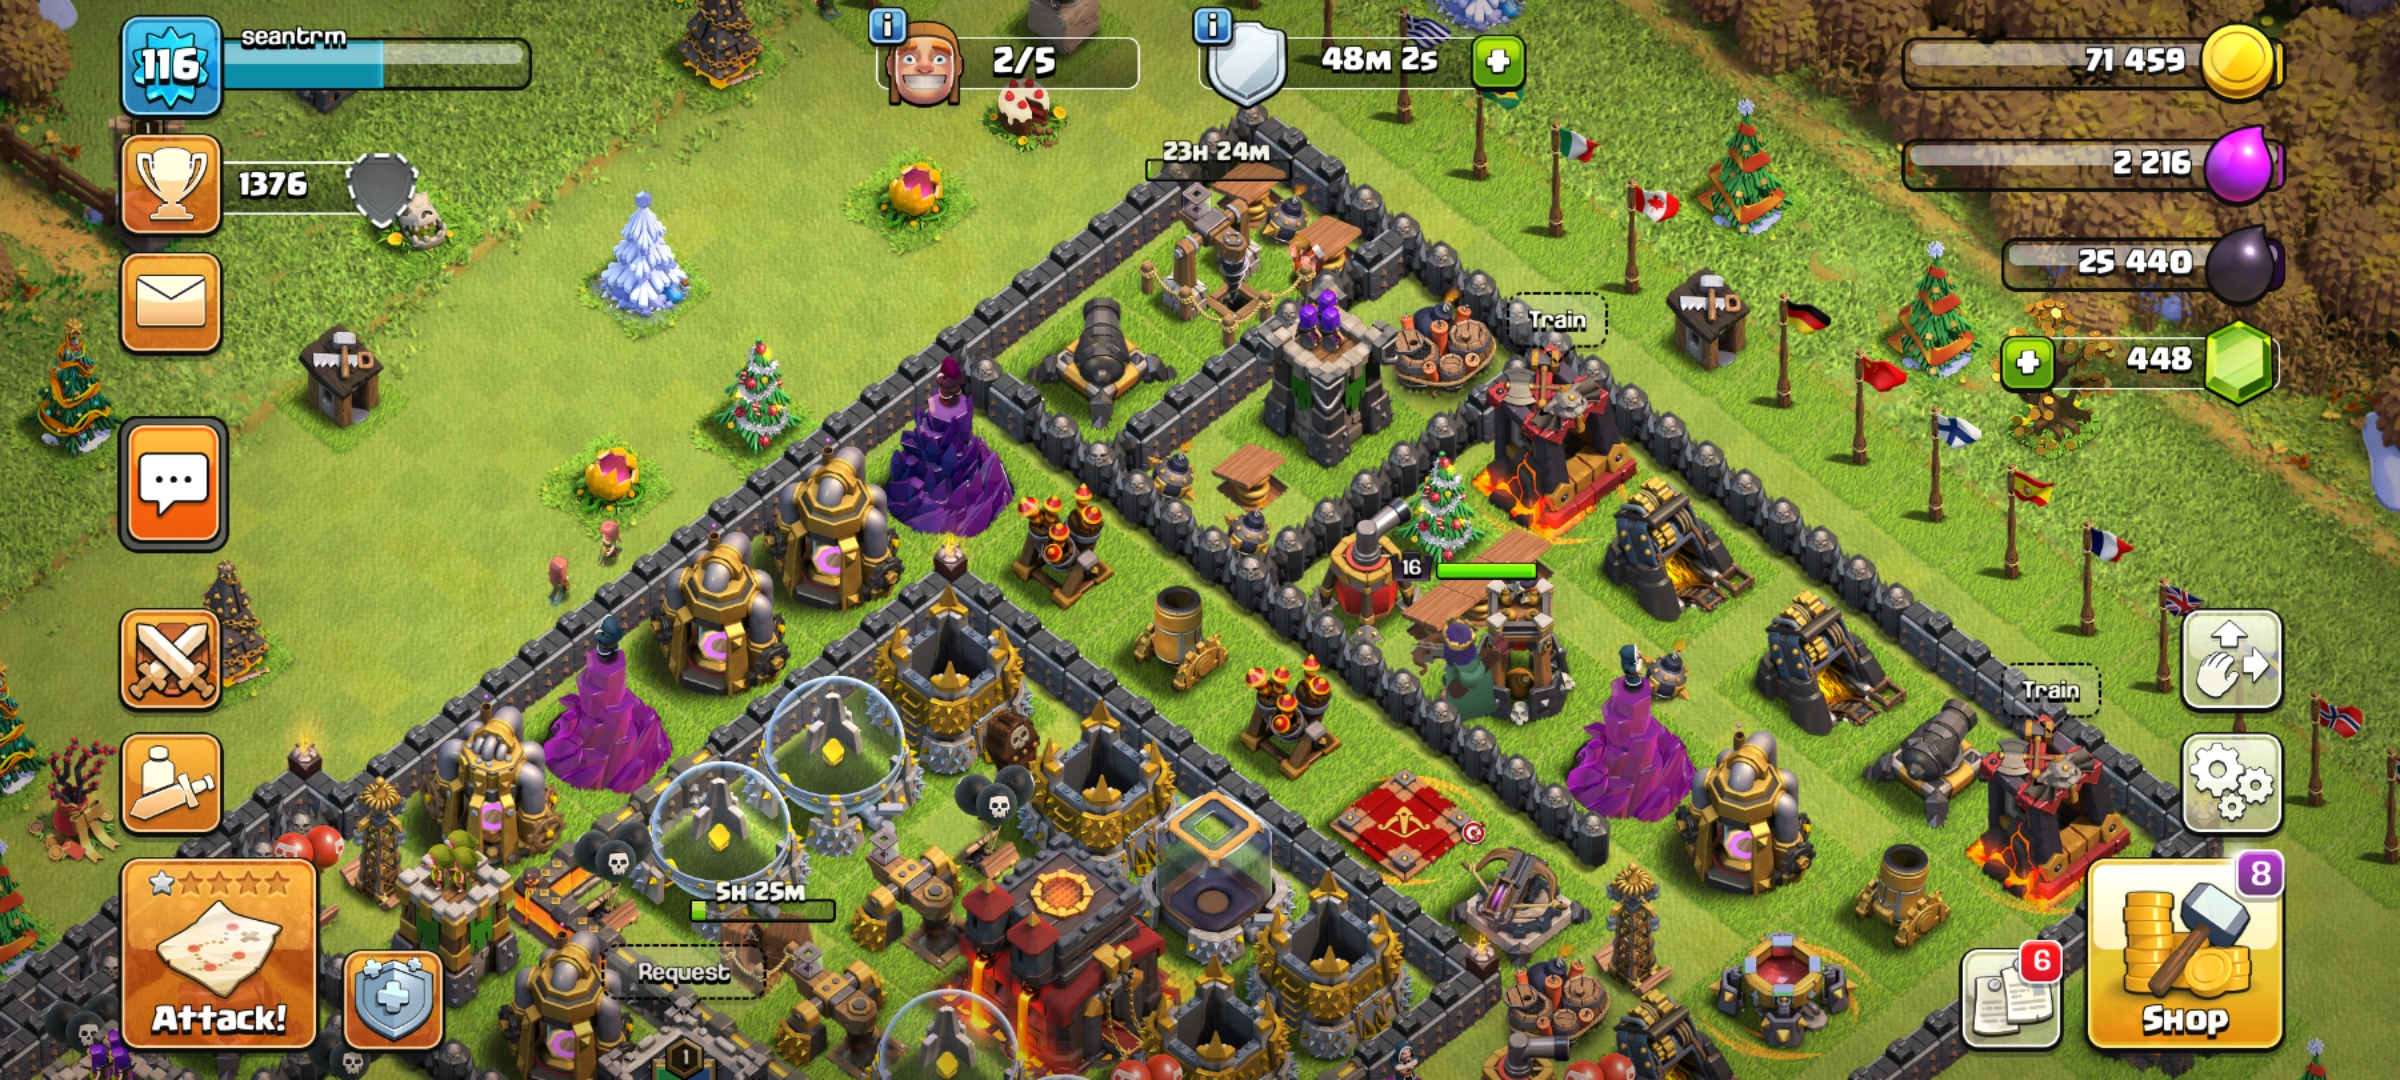 116
seantrm
2/5
48m 2s
71 459
1376
23h 24m
2 216
25 440
Train
448
16
Train
5h 25m
8
Request
6
Attack!
Shop
1